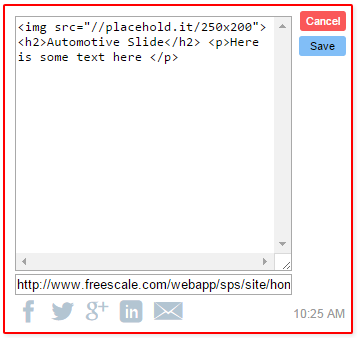 <img src="//placehold.it/250x200">
<h2>Automotive Slide</h2> <p>Here
is some text here </p>
Cancel
Save
http://www.freescale.com/webapp/sps/site/hon
10:25 AM